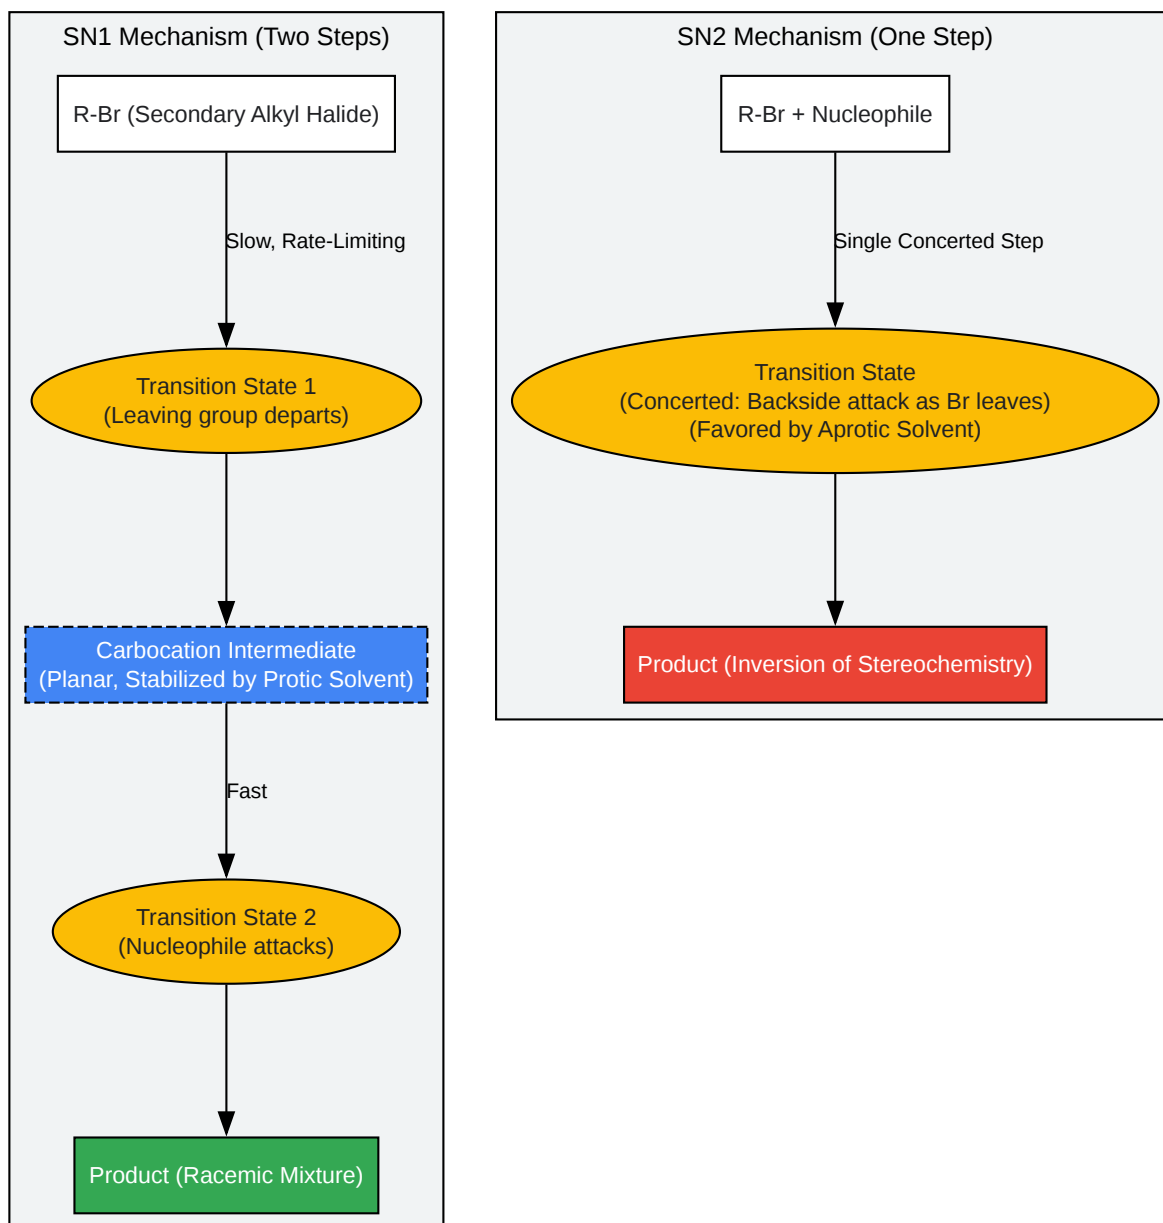 SN1 Mechanism (Two Steps)
R-Br (Secondary Alkyl Halide)
Slow, Rate-Limiting
Transition State 1
(Leaving group departs)
Carbocation Intermediate
(Planar, Stabilized by Protic Solvent)
Fast
Transition State 2
(Nucleophile attacks)
Product (Racemic Mixture)
SN2 Mechanism (One Step)
R-Br + Nucleophile
Single Concerted Step
Transition State
(Concerted: Backside attack as Br leaves)
(Favored by Aprotic Solvent)
Product (Inversion of Stereochemistry)